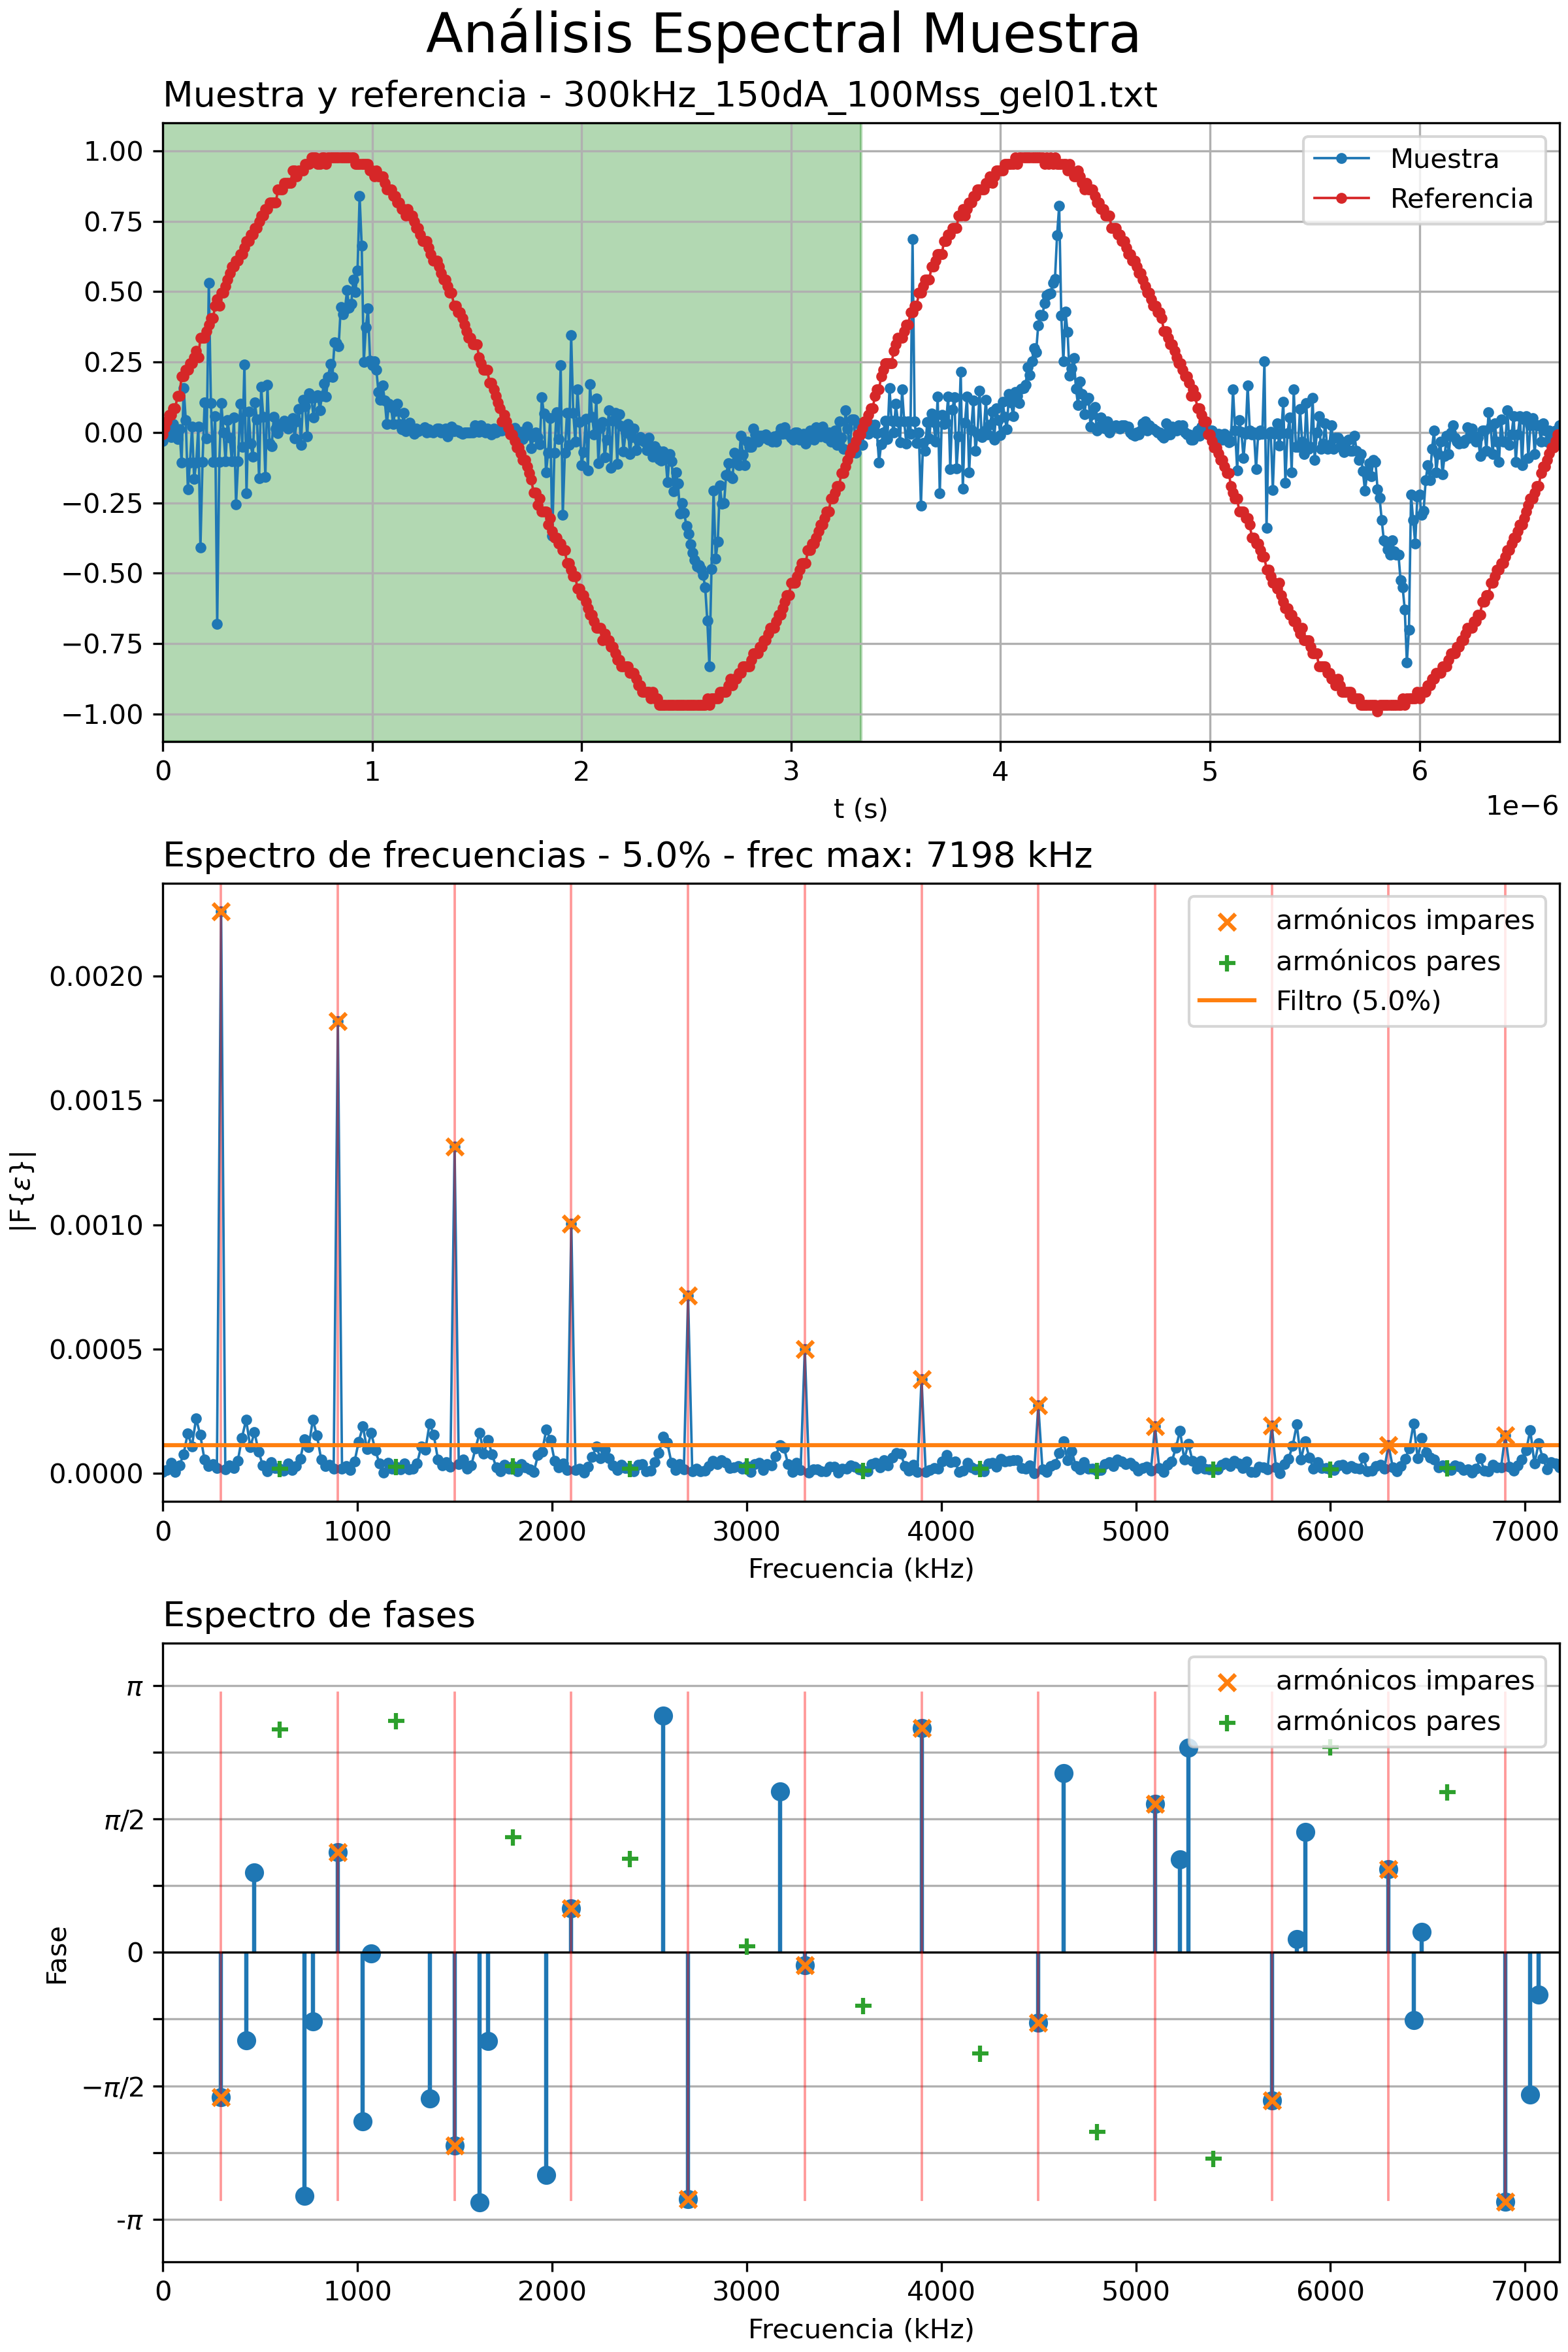 Análisis Espectral Muestra
Muestra y referencia - 300kHz_150dA_100Mss_gel01.txt
1.00
0.75
0.50
0.25
0.00
−0.25
−0.50
−0.75
−1.00
Muestra
Referencia
0 1 2 3 4 5 6
1e−6
t (s)
Espectro de frecuencias - 5.0% - frec max: 7198 kHz
0.0020
0.0015
0.0010
0.0005
0.0000
|F{ε}|
armónicos impares
armónicos pares
Filtro (5.0%)
0 1000 2000 3000 4000 5000 6000 7000
Frecuencia (kHz)
Espectro de fases
π
π/2
0
−π/2
-π
Fase
armónicos impares
armónicos pares
0 1000 2000 3000 4000 5000 6000 7000
Frecuencia (kHz)